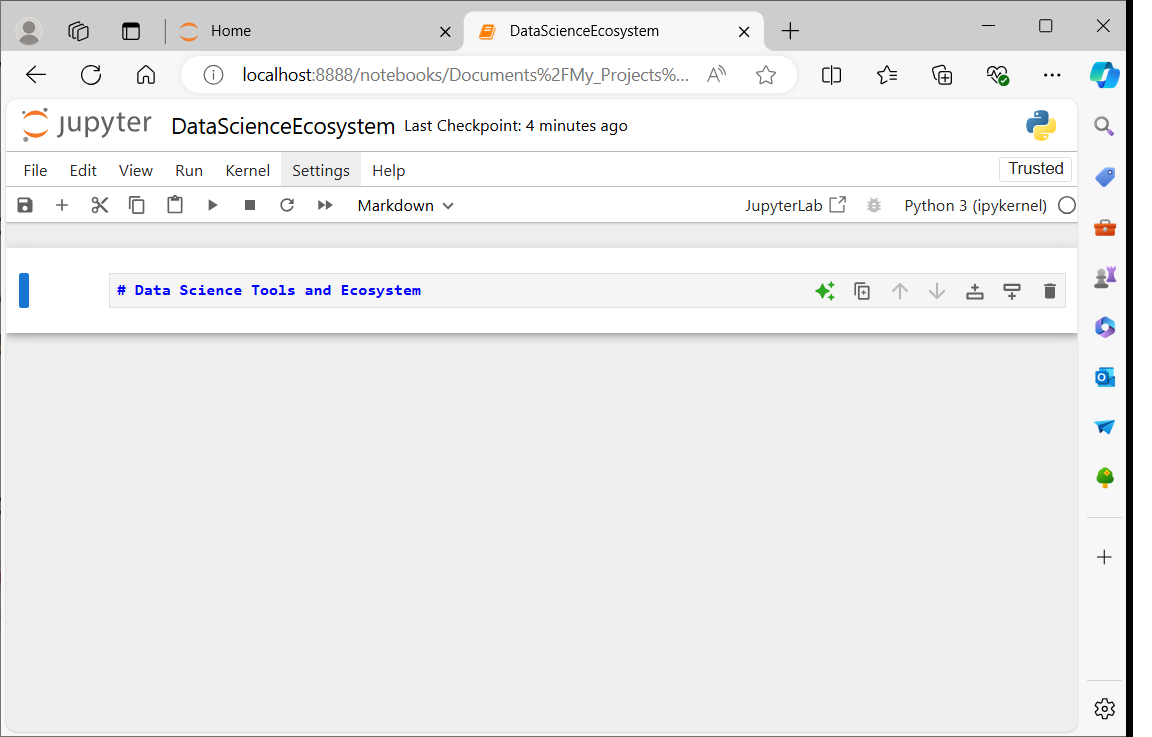 Home
DataScienceEcosystem
localhost:8888/notebooks/Documents%2FMy_Projects%...
jupyter DataScienceEcosystem Last Checkpoint: 4 minutes ago
File Edit View Run Kernel Settings Help Trusted
Markdown JupyterLab Python 3 (ipykernel)
# Data Science Tools and Ecosystem